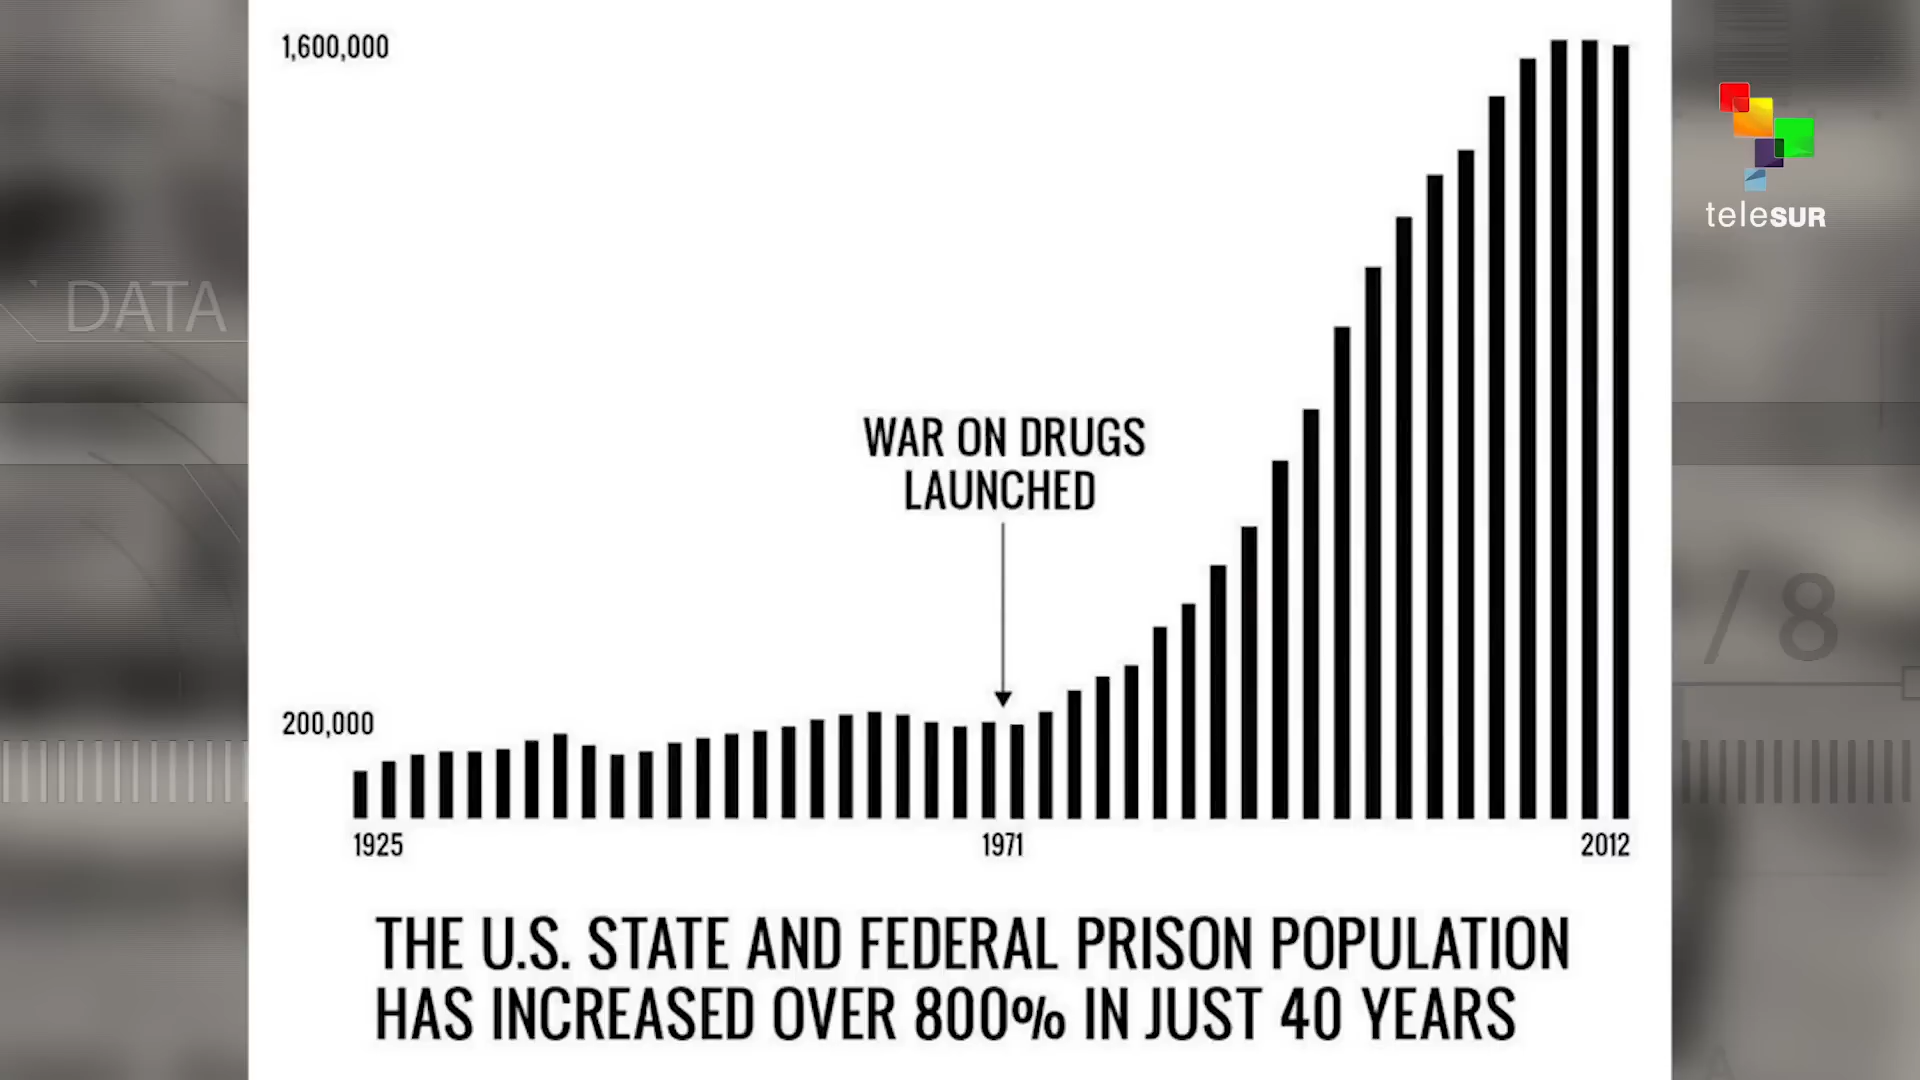 1,600,000
teleSUR
DATA
WAR ON DRUGS
LAUNCHED
/8
200,000
1925
1971
2012
THE U.S. STATE AND FEDERAL PRISON POPULATION
HAS INCREASED OVER 800% IN JUST 40 YEARS